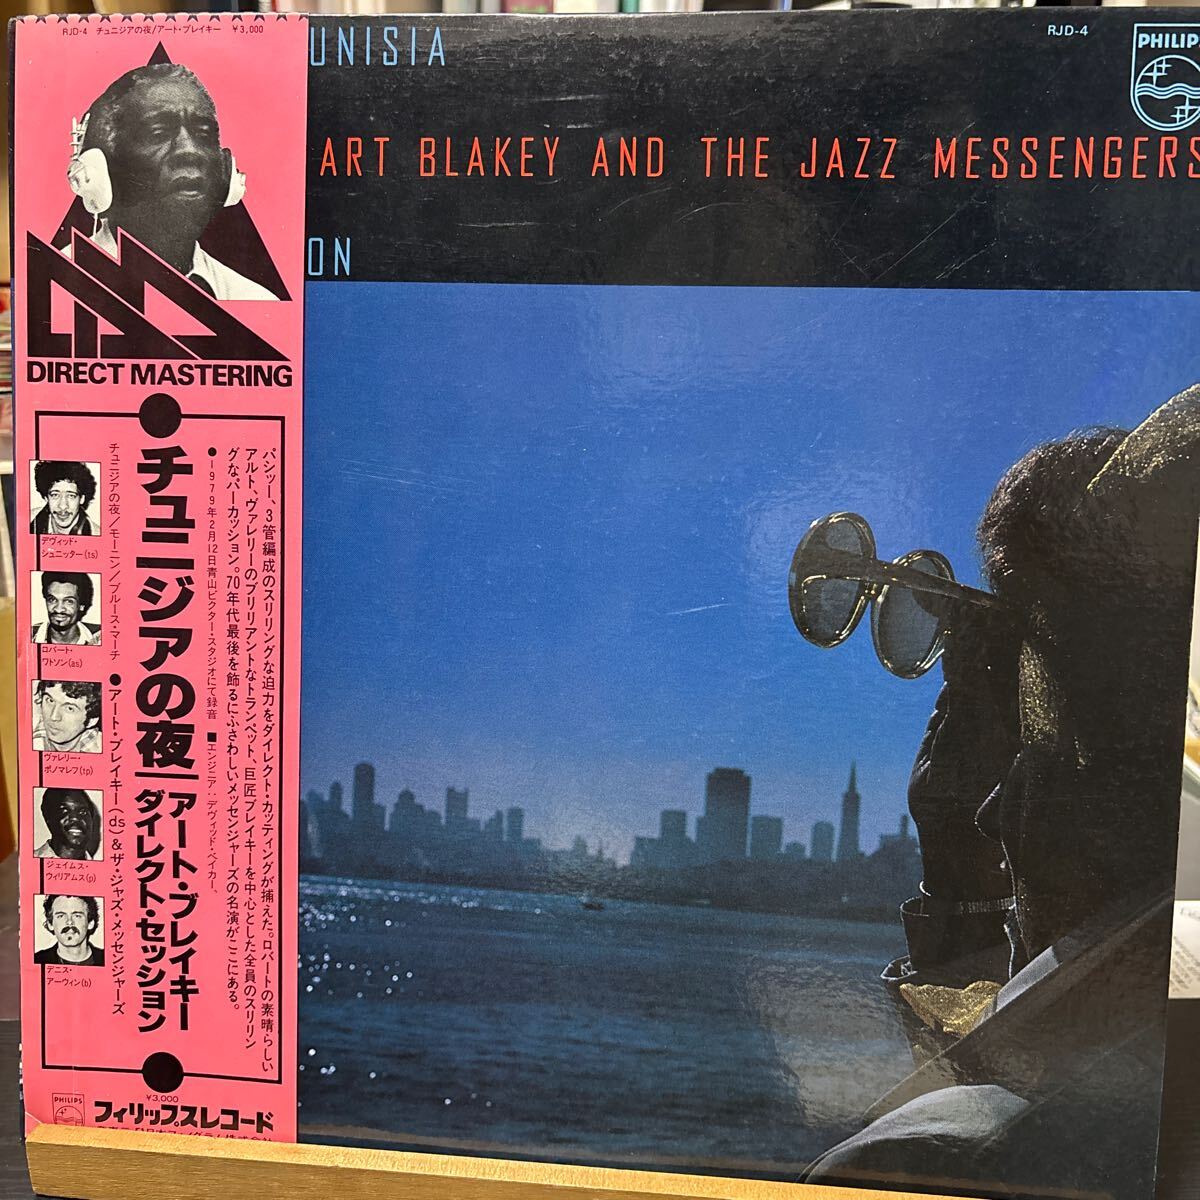 RJD-4 チュニジアの夜/アート・ブレイキー ¥3,000
DIRECT MASTERING
チュニジアの夜
アート・ブレイキー
ダイレクト・セッション
パシッー、3管編成のスリリングな迫力をダイレクト・カッティングが捕えた。ロバートの素晴らしい
アルト、ヴァレリーのブリリアントなトランペット、巨匠ブレイキーを中心とした全員のスリリン
グなパーカッション。70年代最後を飾るにふさわしいメッセンジャーズの名演がここにある。
●1979年2月12日青山ビクター・スタジオにて録音 ■エンジニア：デヴィッド・ベイカー、
チュニジアの夜/モーニン/ブルース・マーチ
●アート・ブレイキー(ds)&ザ・ジャズ・メッセンジャーズ
デヴィッド・
シュニッター(ts)
ロバート・
ワトソン(as)
ヴァレリー・
ポノマレフ(tp)
ジェイムス・
ウィリアムス(p)
デニス・
アーウィン(b)
¥3,000
PHILIPS
フィリップスレコード
UNISIA
RJD-4
PHILIP
ART BLAKEY AND THE JAZZ MESSENGERS
ON